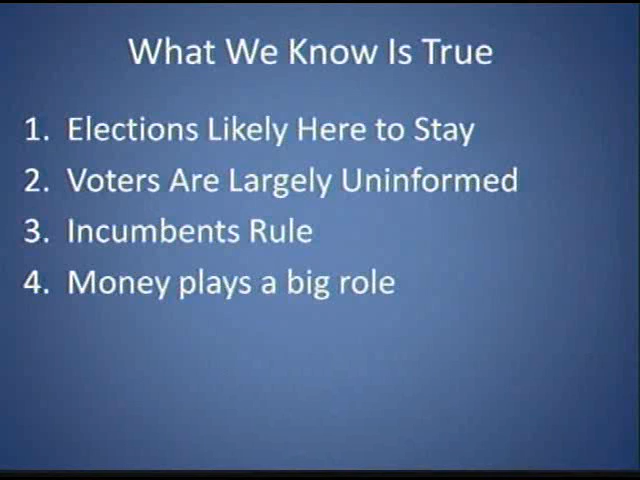 What We Know Is True
1. Elections Likely Here to Stay
2. Voters Are Largely Uninformed
3. Incumbents Rule
4. Money plays a big role